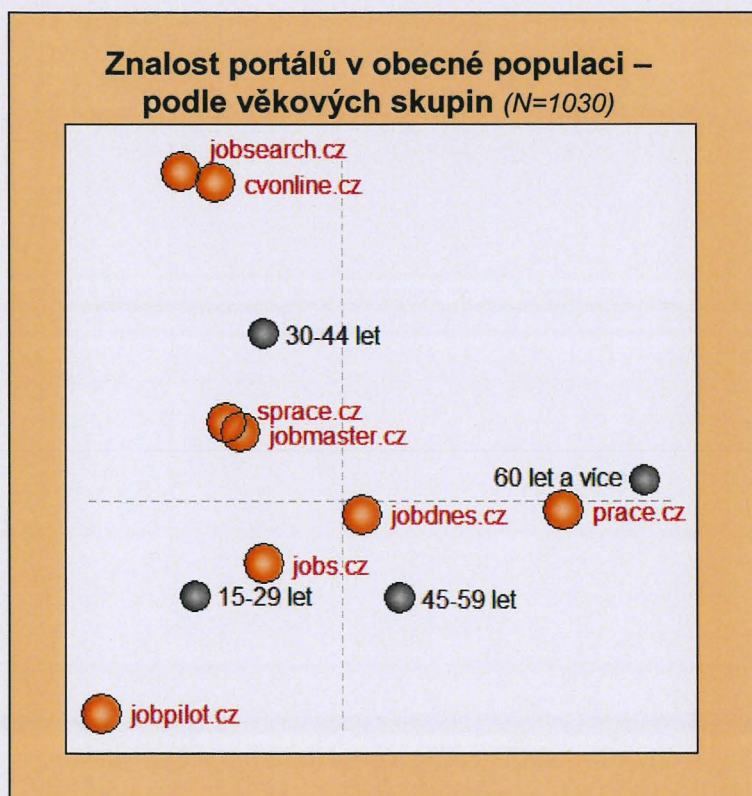 Znalost portálů v obecné populaci –
podle věkových skupin (N=1030)
jobsearch.cz
cvonline.cz
30-44 let
sprace.cz
jobmaster.cz
60 let a více
jobdnes.cz
prace.cz
jobs.cz
15-29 let
45-59 let
jobpilot.cz